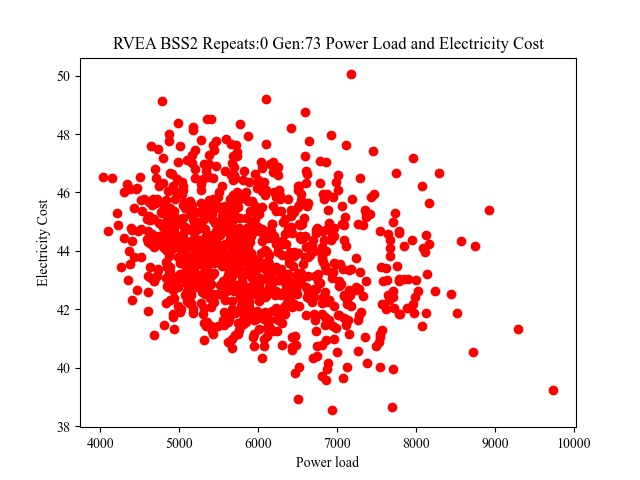 RVEA BSS2 Repeats:0 Gen:73 Power Load and Electricity Cost
50
48
46
44
42
40
38
Electricity Cost
4000 5000 6000 7000 8000 9000 10000
Power load